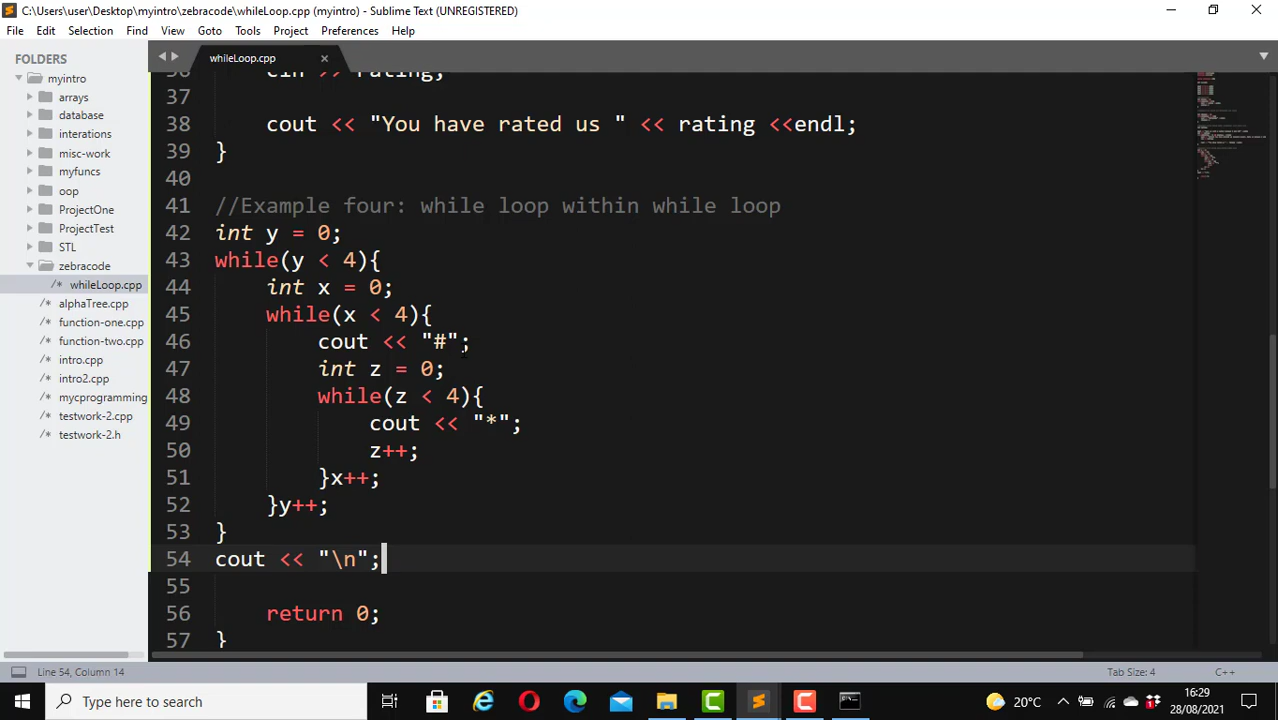 C:\Users\user\Desktop\myintro\zebracode\whileLoop.cpp (myintro) - Sublime Text (UNREGISTERED)
File Edit Selection Find View Goto Tools Project Preferences Help
FOLDERS
myintro
arrays
database
interations
misc-work
myfuncs
oop
ProjectOne
ProjectTest
STL
zebracode
/* whileLoop.cpp
/* alphaTree.cpp
/* function-one.cpp
/* function-two.cpp
/* intro.cpp
/* intro2.cpp
/* mycprogramming
/* testwork-2.cpp
/* testwork-2.h
whileLoop.cpp
36 cin >> rating;
37
38 cout << "You have rated us " << rating <<endl;
39 }
40
41 //Example four: while loop within while loop
42 int y = 0;
43 while(y < 4){
44 int x = 0;
45 while(x < 4){
46 cout << "#";
47 int z = 0;
48 while(z < 4){
49 cout << "*";
50 z++;
51 }x++;
52 }y++;
53 }
54 cout << "\n";
55
56 return 0;
57 }
Line 54, Column 14
Tab Size: 4
C++
Type here to search
20°C
1
16:29
28/08/2021